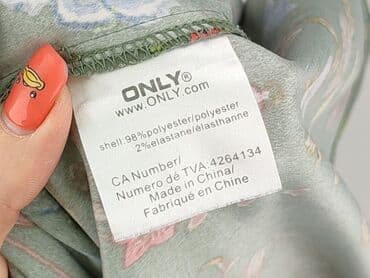 ONLY®
www.ONLY.com
shell:98%polyester/polyester
2%elastane/élasthanne
CA Number/
Numéro de TVA:4264134
Made in China/
Fabriqué en Chine